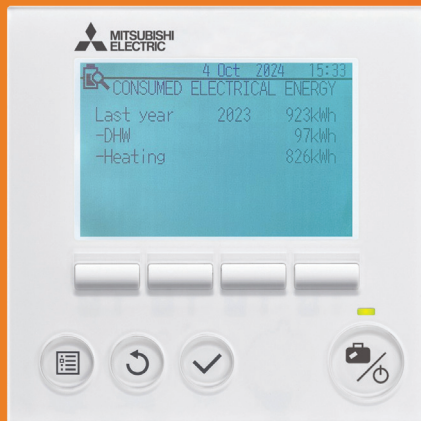 MITSUBISHI
ELECTRIC
4 Oct 2024 15:33
CONSUMED ELECTRICAL ENERGY
Last year 2023 923kWh
-DHW 97kWh
-Heating 826kWh